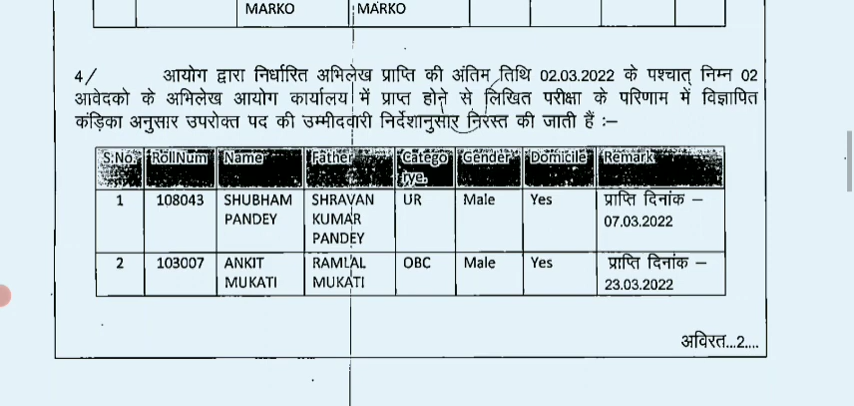 MARKO MARKO
4/ आयोग द्वारा निर्धारित अभिलेख प्राप्ति की अंतिम तिथि 02.03.2022 के पश्चात् निम्न 02
आवेदको के अभिलेख आयोग कार्यालय में प्राप्त होने से लिखित परीक्षा के परिणाम में विज्ञापित
कंड़िका अनुसार उपरोक्त पद की उम्मीदवारी निर्देशानुसार निरस्त की जाती हैं :–
S.No. RollNum Name Father Catego Gender Domicile Remark
rye.
1 108043 SHUBHAM SHRAVAN UR Male Yes प्राप्ति दिनांक –
PANDEY KUMAR 07.03.2022
PANDEY
2 103007 ANKIT RAMLAL OBC Male Yes प्राप्ति दिनांक –
MUKATI MUKATI 23.03.2022
अविरत...2....